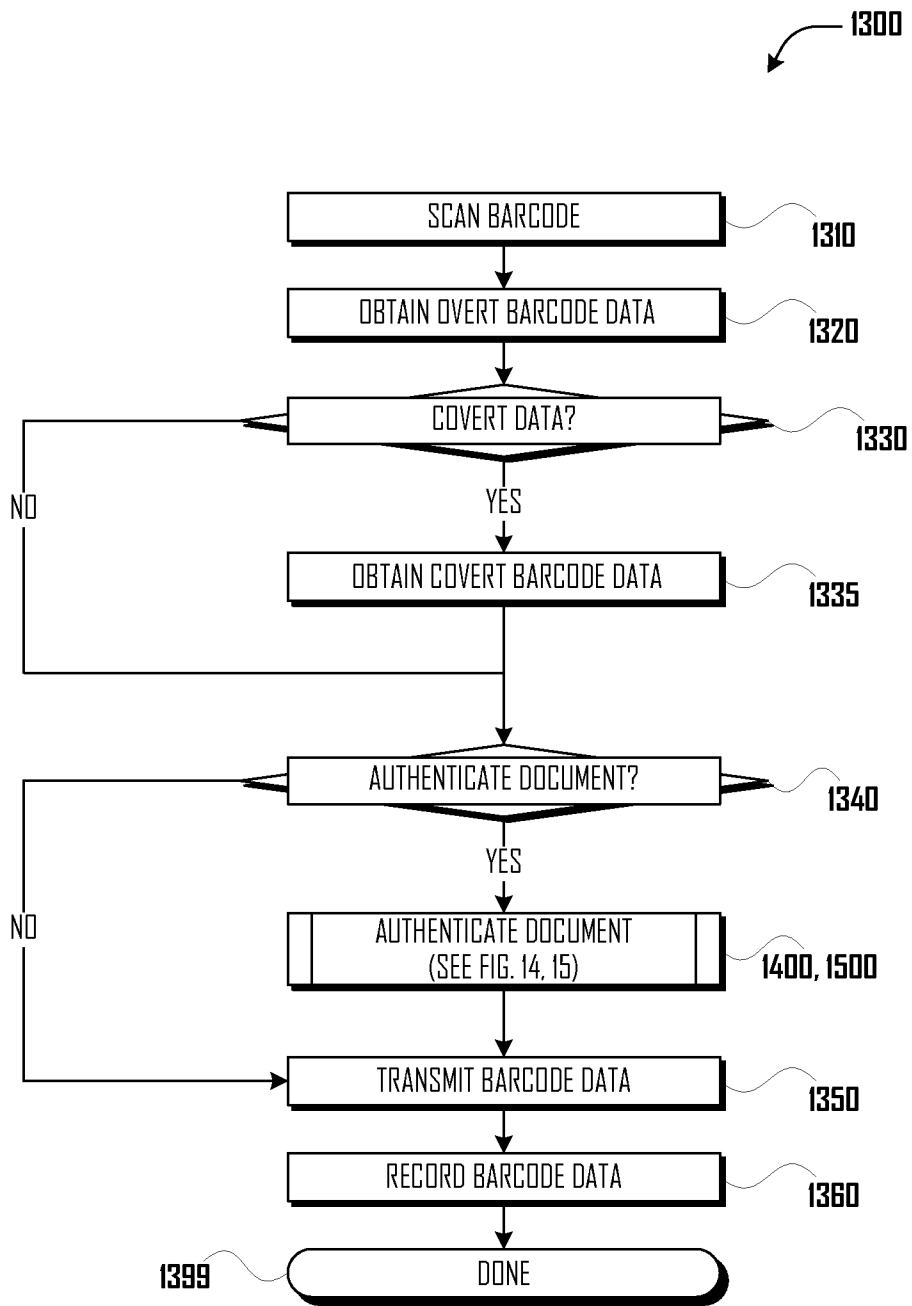 1300
SCAN BARCODE
1310
OBTAIN OVERT BARCODE DATA
1320
COVERT DATA?
1330
NO
YES
OBTAIN COVERT BARCODE DATA
1335
AUTHENTICATE DOCUMENT?
1340
YES
NO
AUTHENTICATE DOCUMENT
(SEE FIG. 14, 15)
1400, 1500
TRANSMIT BARCODE DATA
1350
RECORD BARCODE DATA
1360
DONE
1399